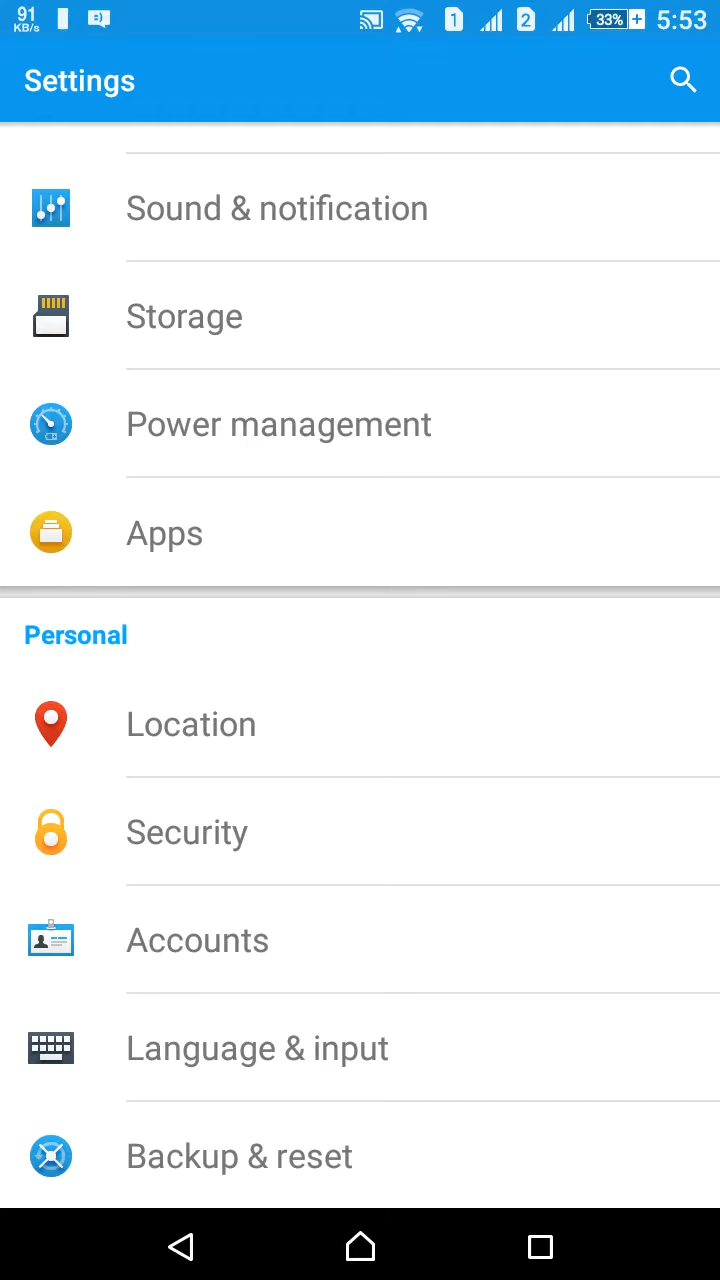 91
KB/s
1
2
33%
5:53
Settings
Sound & notification
Storage
Power management
Apps
Personal
Location
Security
Accounts
Language & input
Backup & reset